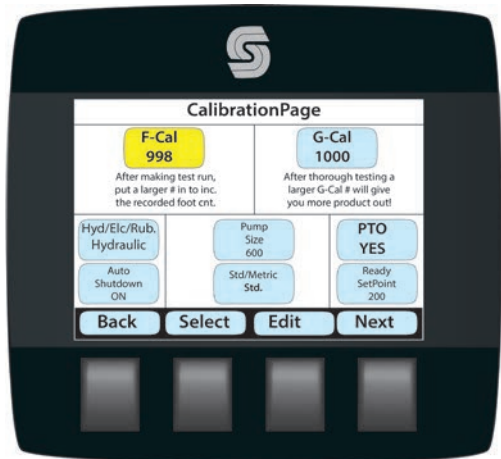 CalibrationPage
F-Cal
998
After making test run,
put a larger # in to inc.
the recorded foot cnt.
G-Cal
1000
After thorough testing a
larger G-Cal # will give
you more product out!
Hyd/Elc/Rub.
Hydraulic
Pump
Size
600
PTO
YES
Auto
Shutdown
ON
Std/Metric
Std.
Ready
SetPoint
200
Back
Select
Edit
Next